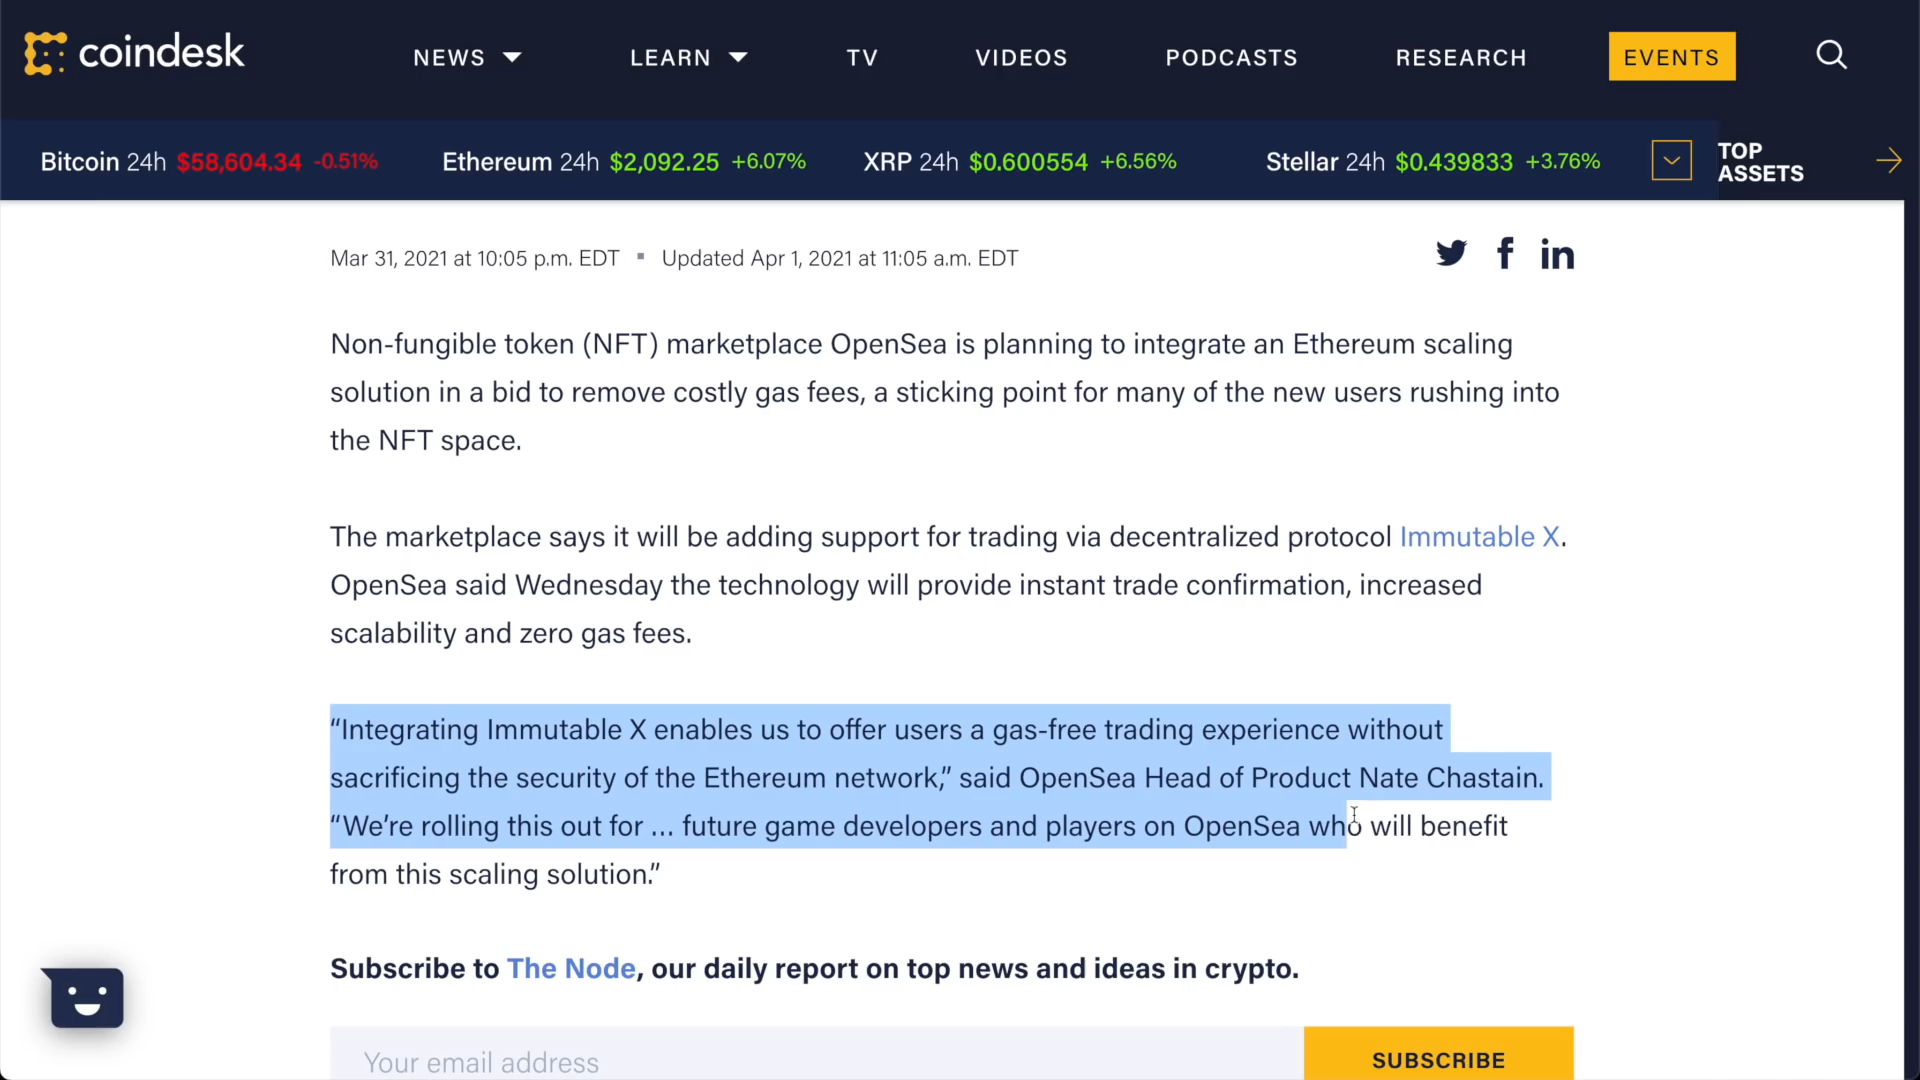 coindesk
NEWS LEARN TV VIDEOS PODCASTS RESEARCH EVENTS
Bitcoin 24h $58,604.34 -0.51% Ethereum 24h $2,092.25 +6.07% XRP 24h $0.600554 +6.56% Stellar 24h $0.439833 +3.76% TOP
ASSETS
Mar 31, 2021 at 10:05 p.m. EDT ▪ Updated Apr 1, 2021 at 11:05 a.m. EDT
Non-fungible token (NFT) marketplace OpenSea is planning to integrate an Ethereum scaling
solution in a bid to remove costly gas fees, a sticking point for many of the new users rushing into
the NFT space.
The marketplace says it will be adding support for trading via decentralized protocol Immutable X.
OpenSea said Wednesday the technology will provide instant trade confirmation, increased
scalability and zero gas fees.
“Integrating Immutable X enables us to offer users a gas-free trading experience without
sacrificing the security of the Ethereum network,” said OpenSea Head of Product Nate Chastain.
“We’re rolling this out for … future game developers and players on OpenSea who will benefit
from this scaling solution.”
Subscribe to The Node, our daily report on top news and ideas in crypto.
Your email address SUBSCRIBE